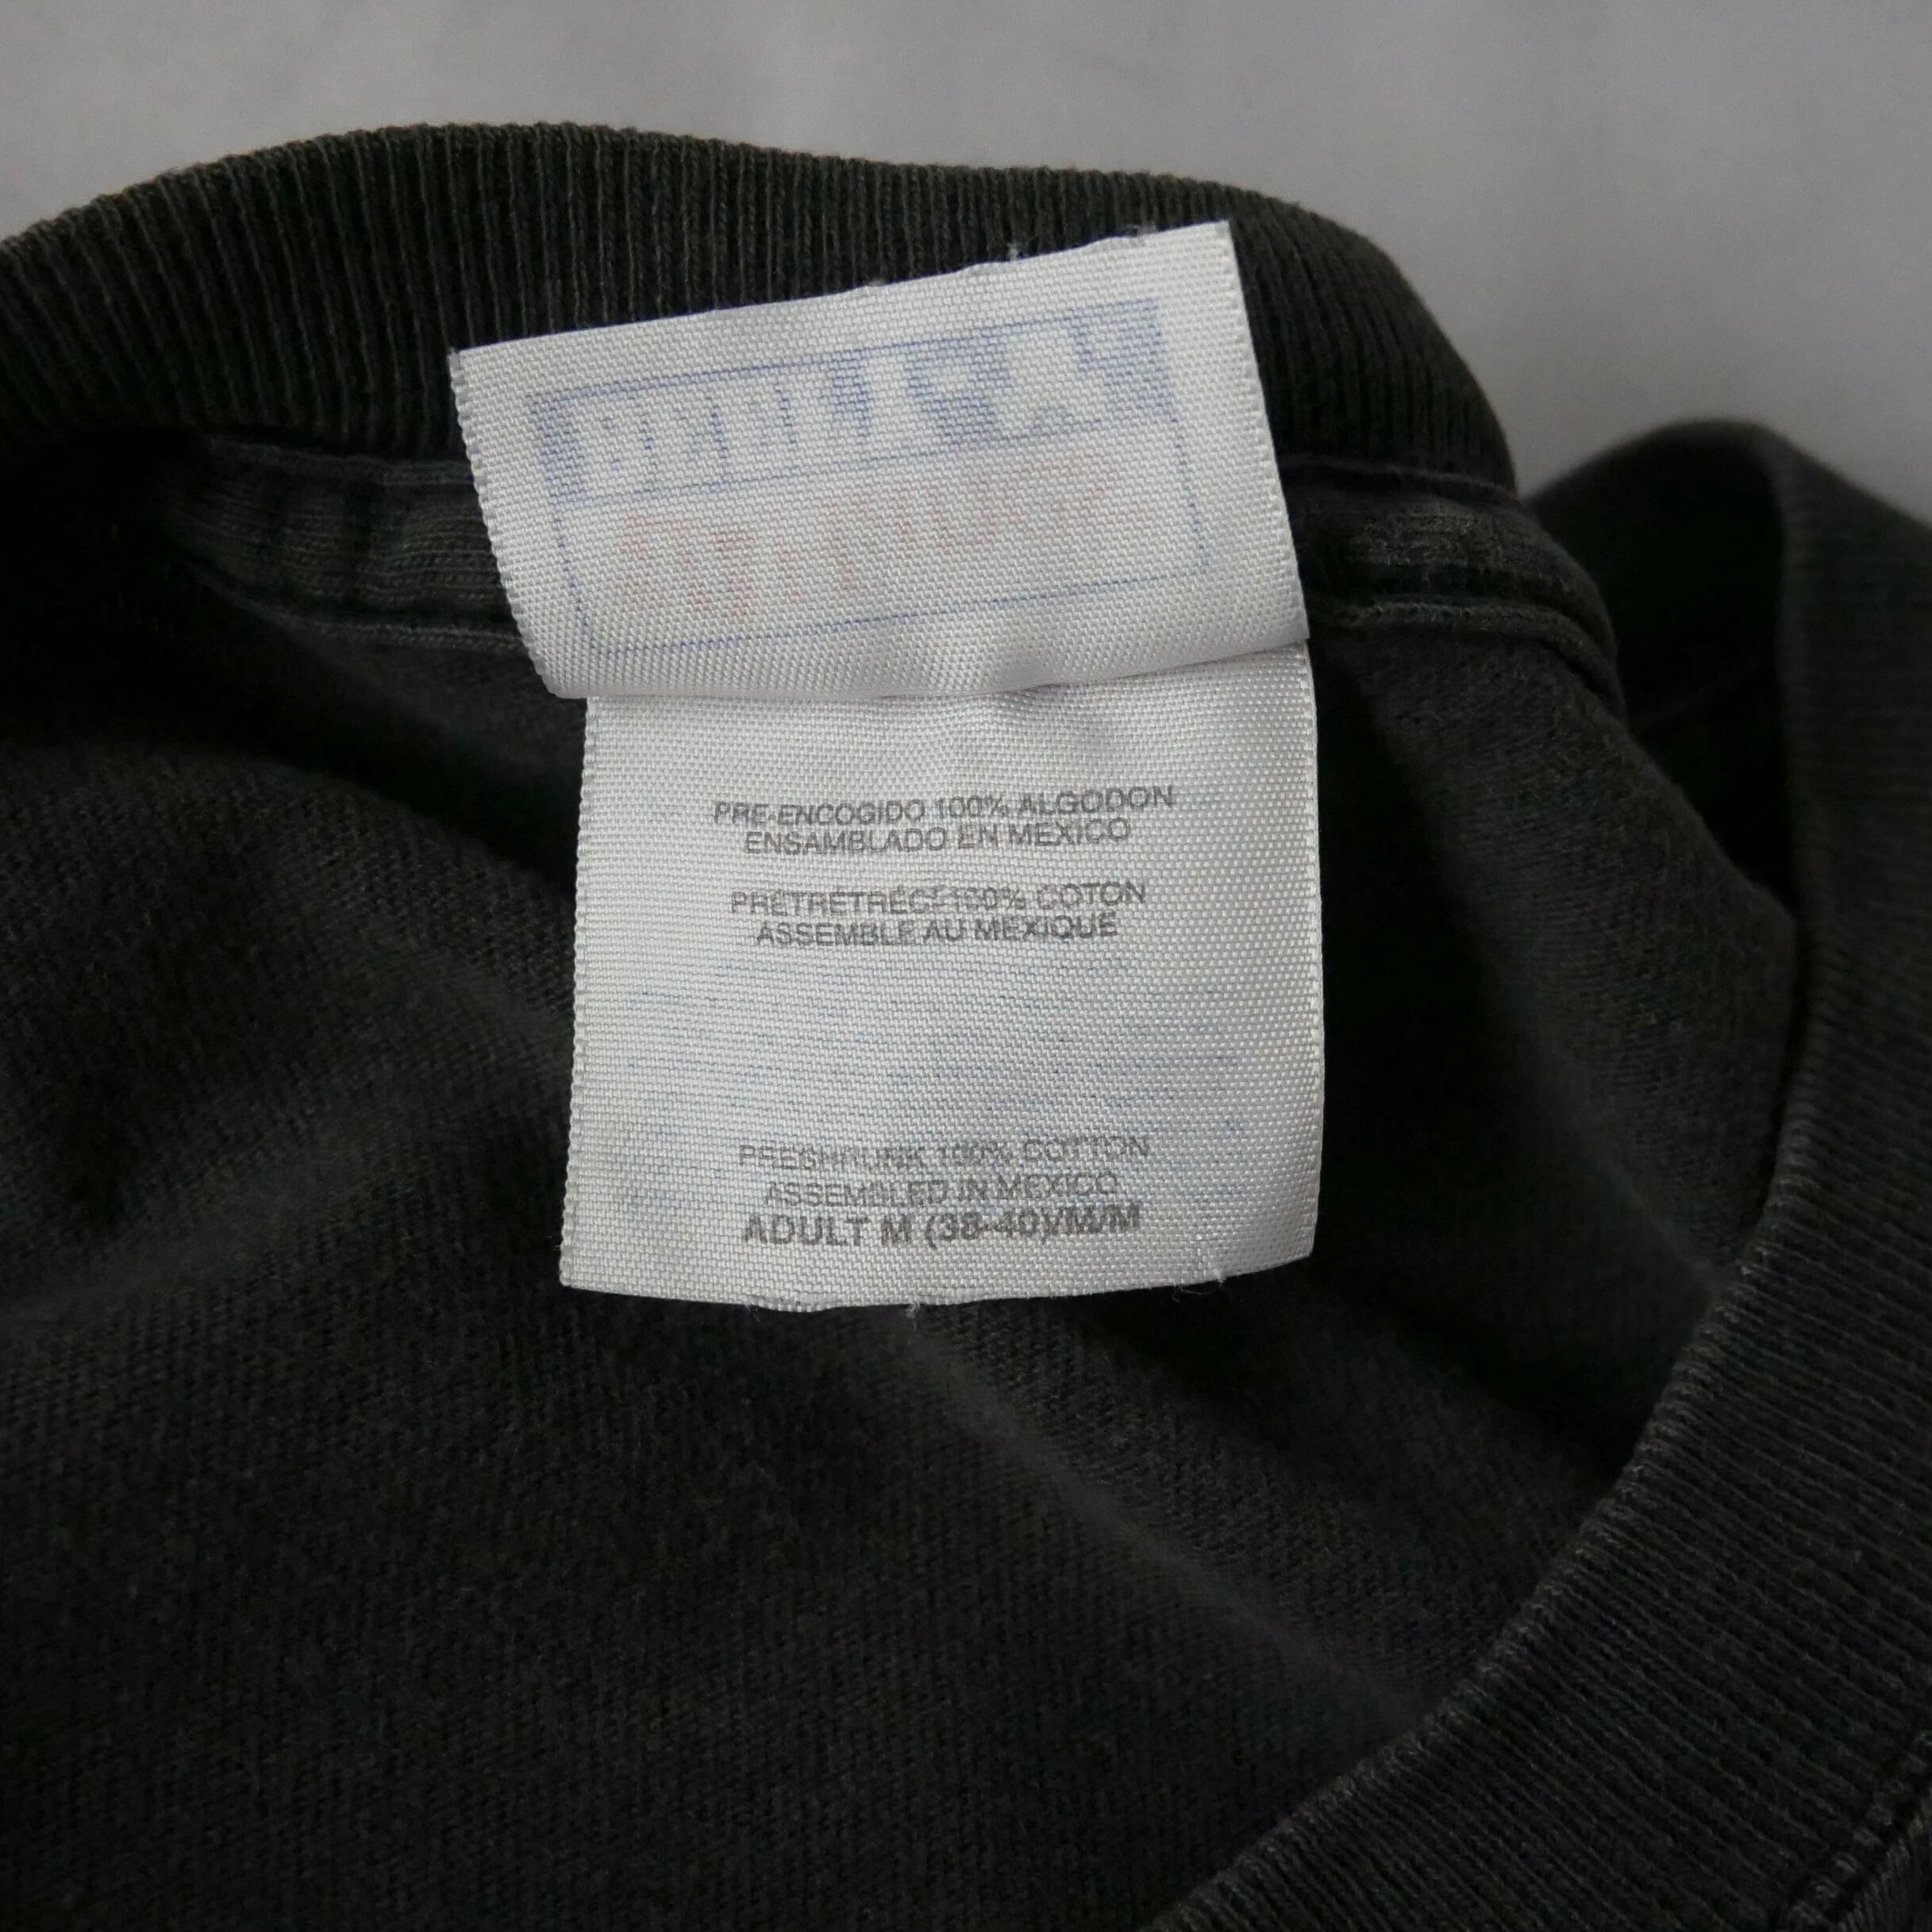 PRE-ENCOGIDO 100% ALGODON
ENSAMBLADO EN MEXICO
PRÉTRÉTRÉCI 100% COTON
ASSEMBLE AU MEXIQUE
PRESHRUNK 100% COTTON
ASSEMBLED IN MEXICO
ADULT M (38-40)/M/M